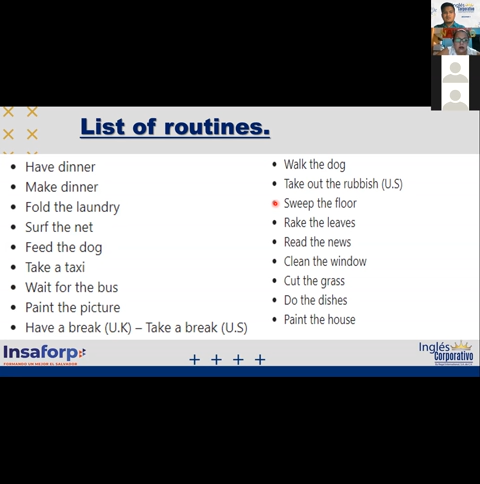 List of routines.
Have dinner
Make dinner
Fold the laundry
Surf the net
Feed the dog
Take a taxi
Wait for the bus
Paint the picture
Have a break (U.K) – Take a break (U.S)
Walk the dog
Take out the rubbish (U.S)
Sweep the floor
Rake the leaves
Read the news
Clean the window
Cut the grass
Do the dishes
Paint the house
Insaforp
FORMANDO UN MEJOR EL SALVADOR
Inglés
Corporativo